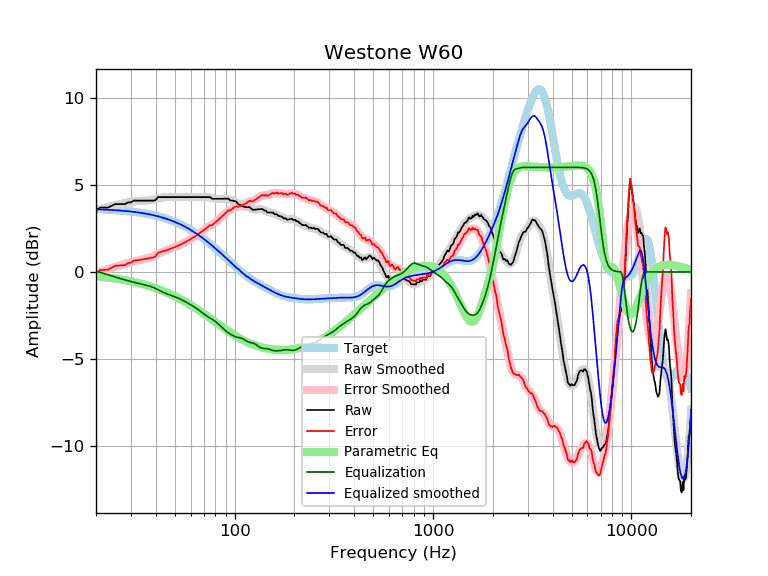 Westone W60
Amplitude (dBr)
10
5
0
−5
−10
Target
Raw Smoothed
Error Smoothed
Raw
Error
Parametric Eq
Equalization
Equalized smoothed
100
1000
10000
Frequency (Hz)